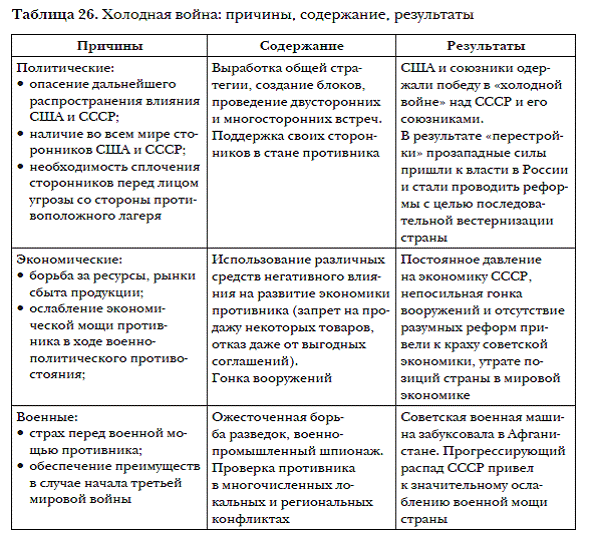 Таблица 26. Холодная война: причины, содержание, результаты
Причины
Содержание
Результаты
Политические:
• опасение дальнейшего
распространения влияния
США и СССР;
• наличие во всем мире сто-
ронников США и СССР;
• необходимость сплочения
сторонников перед лицом
угрозы со стороны проти-
воположного лагеря
Выработка общей стра-
тегии, создание блоков,
проведение двусторонних
и многосторонних встреч.
Поддержка своих сторон-
ников в стане противника
США и союзники одер-
жали победу в «холодной
войне» над СССР и его
союзниками.
В результате «перестрой-
ки» прозападные силы
пришли к власти в России
и стали проводить рефор-
мы с целью последова-
тельной вестернизации
страны
Экономические:
• борьба за ресурсы, рынки
сбыта продукции;
• ослабление экономи-
ческой мощи против-
ника в ходе военно-
политического противо-
стояния;
Использование различных
средств негативного влия-
ния на развитие экономики
противника (запрет на про-
дажу некоторых товаров,
отказ даже от выгодных
соглашений).
Гонка вооружений
Постоянное давление
на экономику СССР,
непосильная гонка
вооружений и отсутствие
разумных реформ при-
вели к краху советской
экономики, утрате по-
зиций страны в мировой
экономике
Военные:
• страх перед военной мо-
щью противника;
• обеспечение преимуществ
в случае начала третьей
мировой войны
Ожесточенная борь-
ба разведок, военно-
промышленный шпионаж.
Проверка противника
в многочисленных ло-
кальных и региональных
конфликтах
Советская военная маши-
на забуксовала в Афгани-
стане. Прогрессирующий
распад СССР привел
к значительному осла-
блению военной мощи
страны